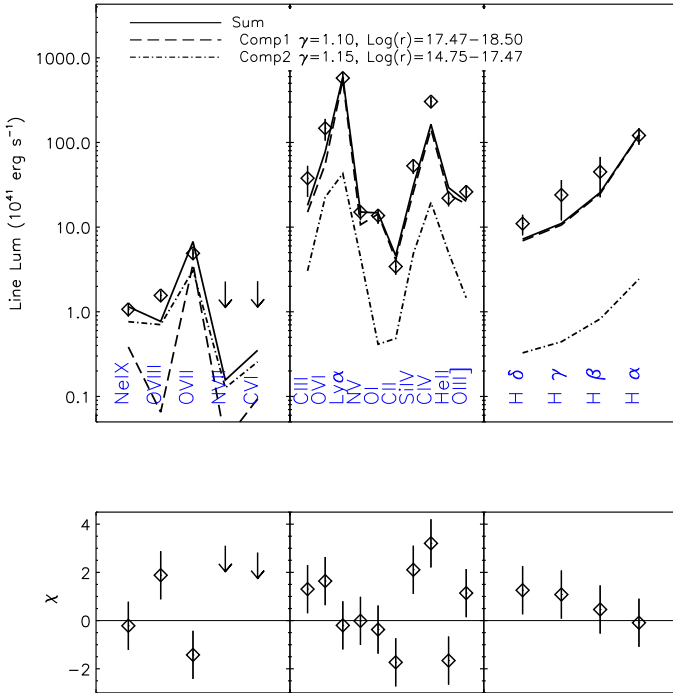 Sum
Comp1 γ=1.10, Log(r)=17.47−18.50
Comp2 γ=1.15, Log(r)=14.75−17.47
Line Lum (10⁴¹ erg s⁻¹)
1000.0
100.0
10.0
1.0
0.1
NeIX
OVIII
OVII
NVII
CVI
CIII
OVI
Lyα
NV
OI
CII
SiIV
CIV
HeII
OIII]
H δ
H γ
H β
H α
χ
4
2
0
−2